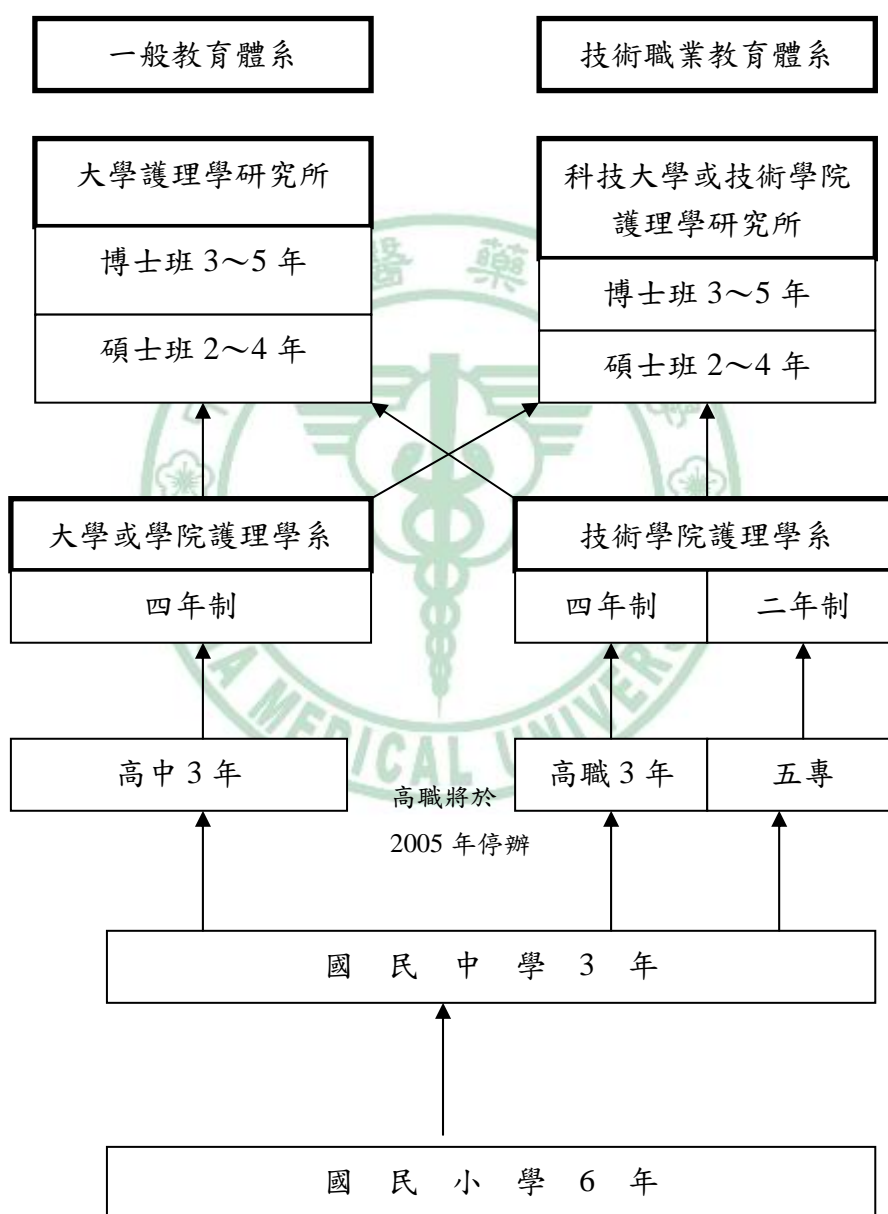 一般教育體系
技術職業教育體系
大學護理學研究所
博士班 3～5 年
碩士班 2～4 年
科技大學或技術學院
護理學研究所
博士班 3～5 年
碩士班 2～4 年
醫 藥
學
大學或學院護理學系
四年制
技術學院護理學系
四年制
二年制
A MEDICAL UNIVER
高中 3 年
高職 3 年
五專
高職將於
2005 年停辦
國 民 中 學 3 年
國 民 小 學 6 年